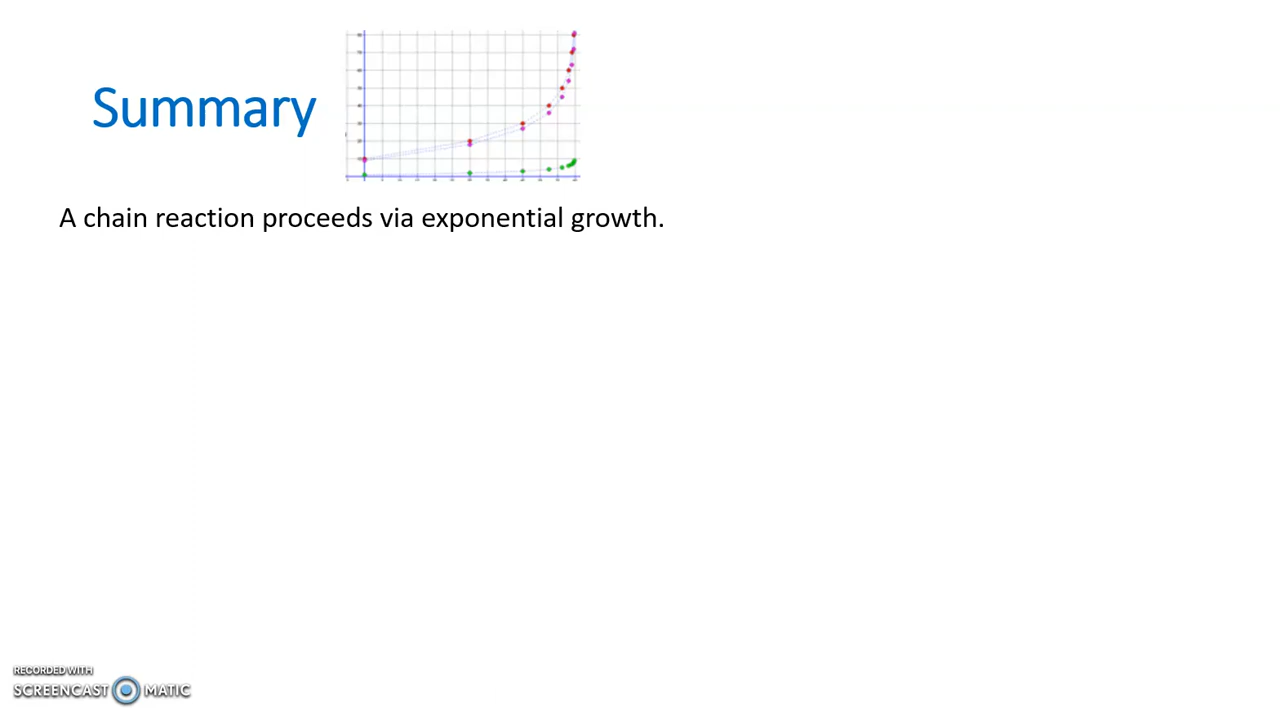 Summary
A chain reaction proceeds via exponential growth.
RECORDED WITH
SCREENCAST MATIC